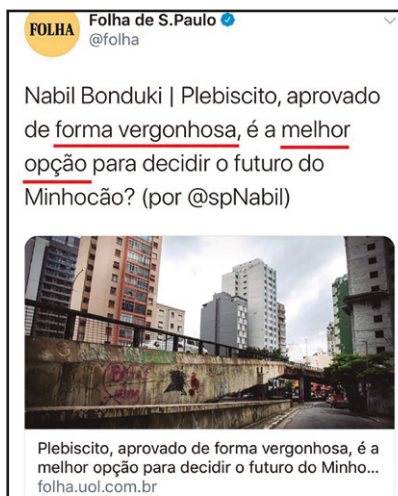 FOLHA
Folha de S.Paulo
@folha
Nabil Bonduki | Plebiscito, aprovado
de forma vergonhosa, é a melhor
opção para decidir o futuro do
Minhocão? (por @spNabil)
Plebiscito, aprovado de forma vergonhosa, é a
melhor opção para decidir o futuro do Minho...
folha.uol.com.br